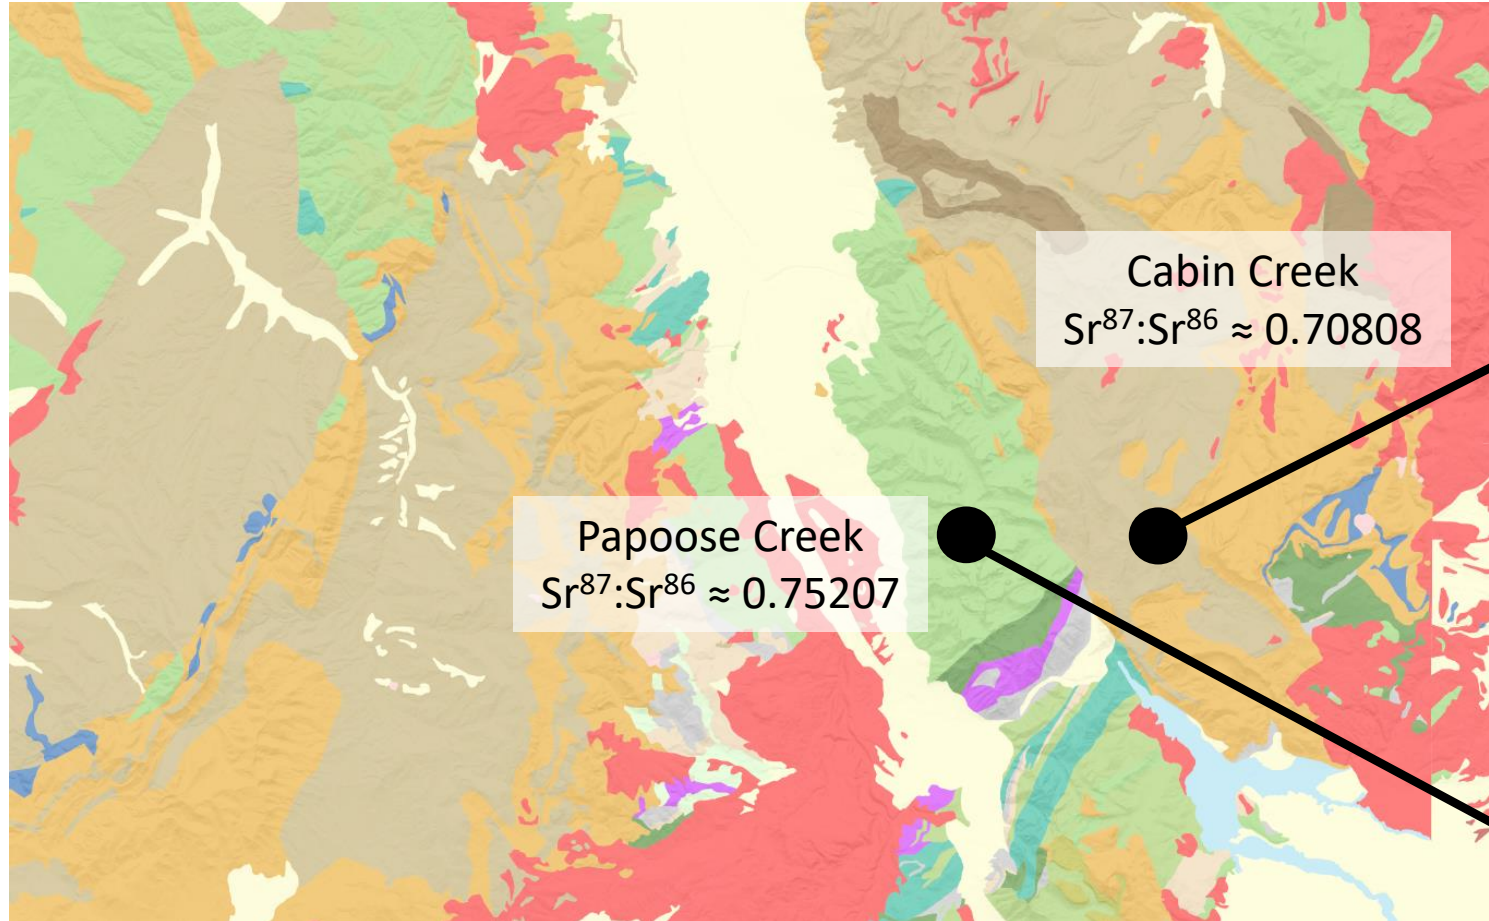 Cabin Creek
Sr⁸⁷:Sr⁸⁶ ≈ 0.70808
Papoose Creek
Sr⁸⁷:Sr⁸⁶ ≈ 0.75207